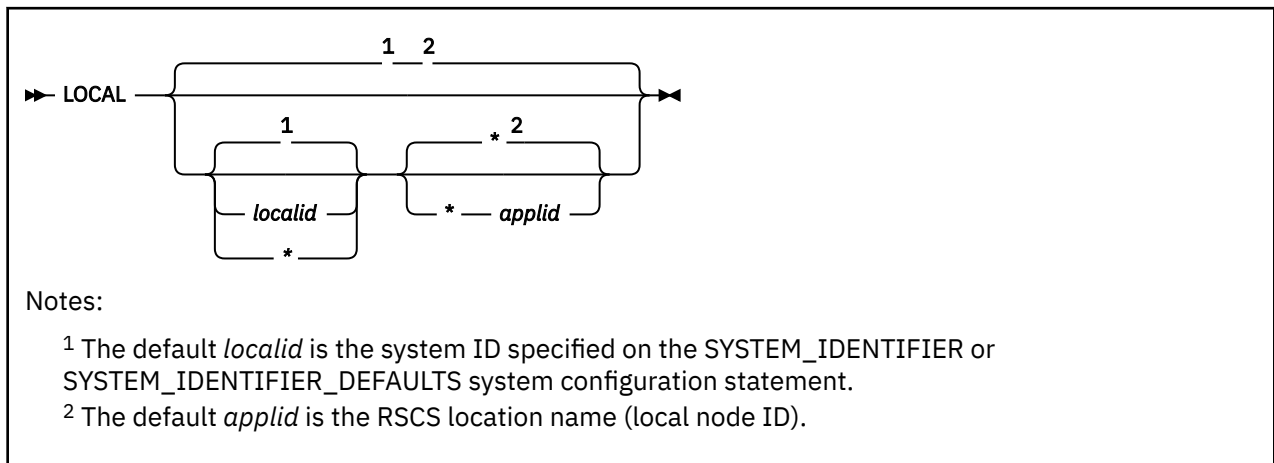 1 2
LOCAL
1
* 2
localid
* applid
*
Notes:
1 The default localid is the system ID specified on the SYSTEM_IDENTIFIER or
SYSTEM_IDENTIFIER_DEFAULTS system configuration statement.
2 The default applid is the RSCS location name (local node ID).